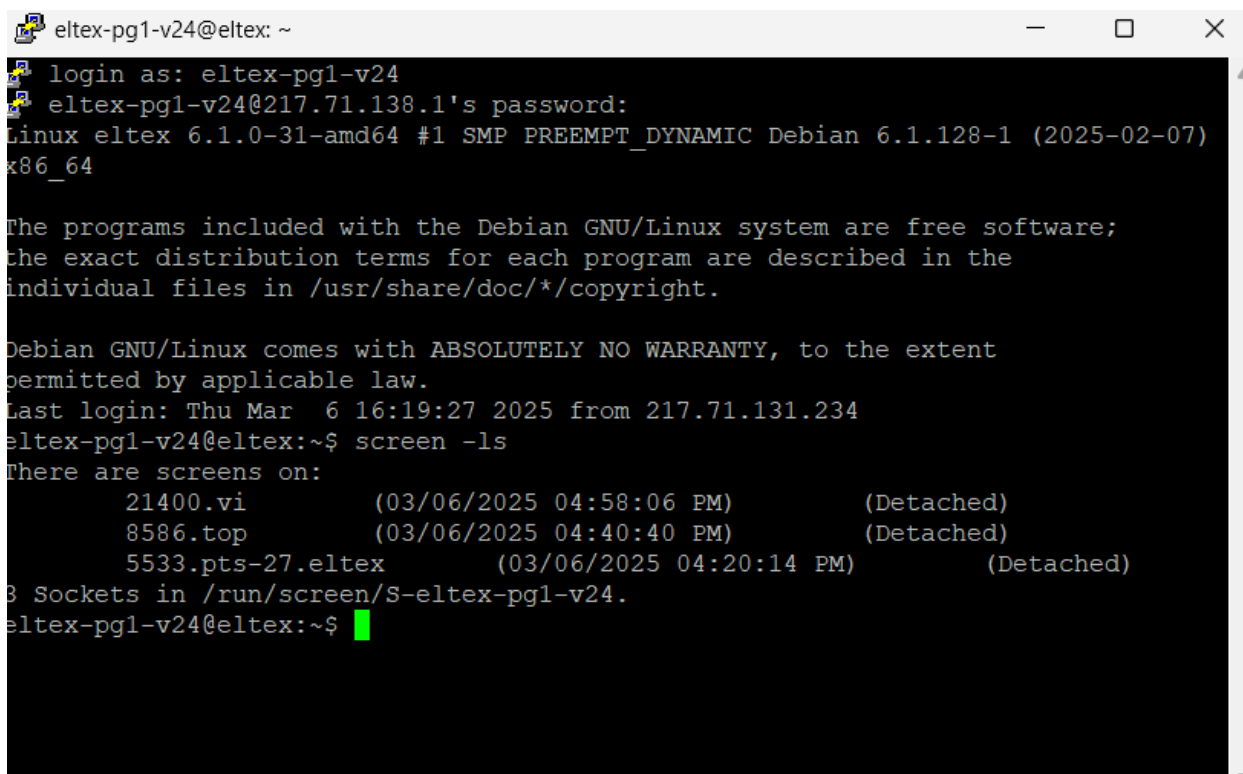 eltex-pg1-v24@eltex: ~
login as: eltex-pg1-v24
eltex-pg1-v24@217.71.138.1's password:
Linux eltex 6.1.0-31-amd64 #1 SMP PREEMPT_DYNAMIC Debian 6.1.128-1 (2025-02-07)
x86_64
The programs included with the Debian GNU/Linux system are free software;
the exact distribution terms for each program are described in the
individual files in /usr/share/doc/*/copyright.
Debian GNU/Linux comes with ABSOLUTELY NO WARRANTY, to the extent
permitted by applicable law.
Last login: Thu Mar  6 16:19:27 2025 from 217.71.131.234
eltex-pg1-v24@eltex:~$ screen -ls
There are screens on:
21400.vi (03/06/2025 04:58:06 PM) (Detached)
8586.top (03/06/2025 04:40:40 PM) (Detached)
5533.pts-27.eltex (03/06/2025 04:20:14 PM) (Detached)
3 Sockets in /run/screen/S-eltex-pg1-v24.
eltex-pg1-v24@eltex:~$